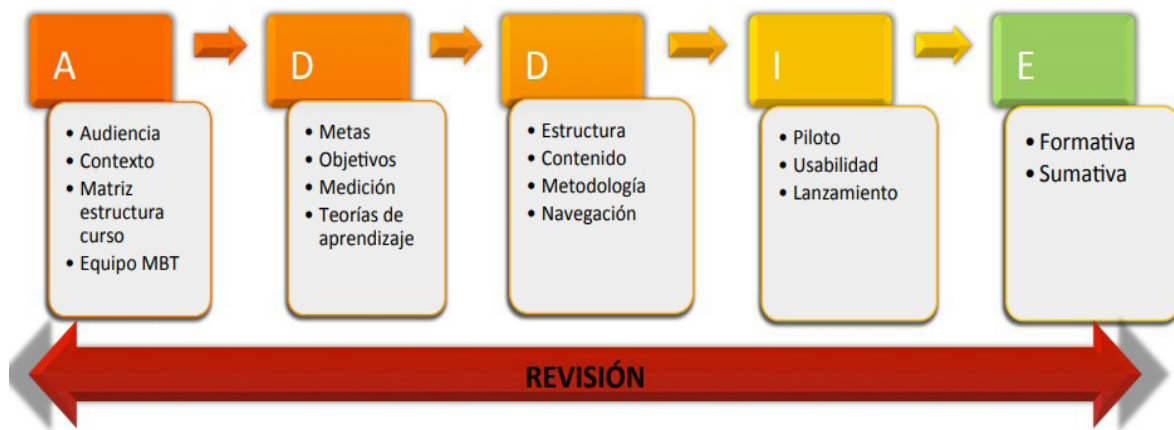 A
• Audiencia
• Contexto
• Matriz
estructura
curso
• Equipo MBT
D
• Metas
• Objetivos
• Medición
• Teorías de
aprendizaje
D
• Estructura
• Contenido
• Metodología
• Navegación
I
• Piloto
• Usabilidad
• Lanzamiento
E
• Formativa
• Sumativa
REVISIÓN